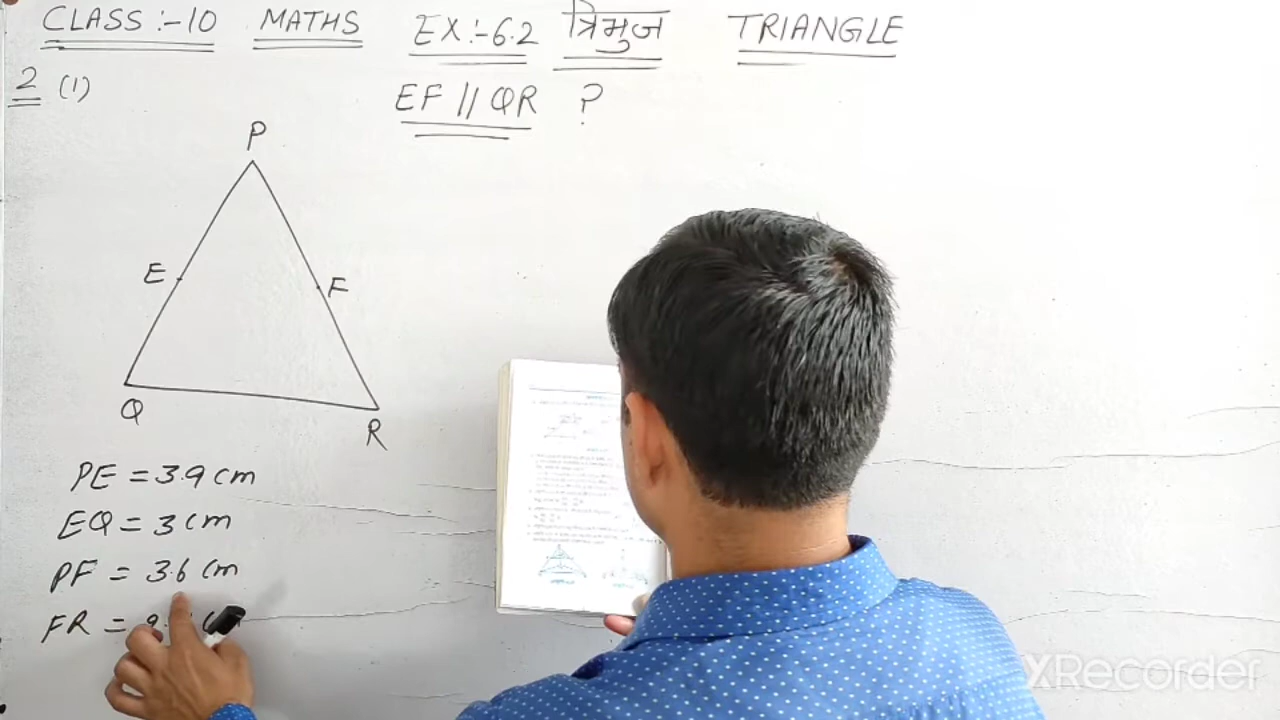 CLASS :- 10 MATHS EX :- 6.2 त्रिभुज TRIANGLE
2 (1) EF // QR ?
P
E F
Q
R
PE = 3.9 cm
EQ = 3 cm
PF = 3.6 cm
FR =
XRecorder